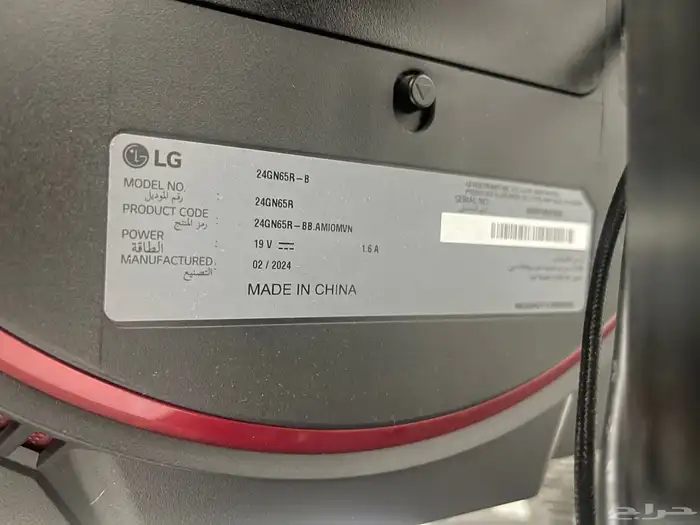 LG
24GN65R-B
MODEL NO. : 24GN65R
رقم الموديل
PRODUCT CODE : 24GN65R-BB.AMIOMVN
رمز المنتج
POWER : 19 V 1.6 A
الطاقة
MANUFACTURED : 02 / 2024
التصنيع
MADE IN CHINA
SERIAL NO.
حراج